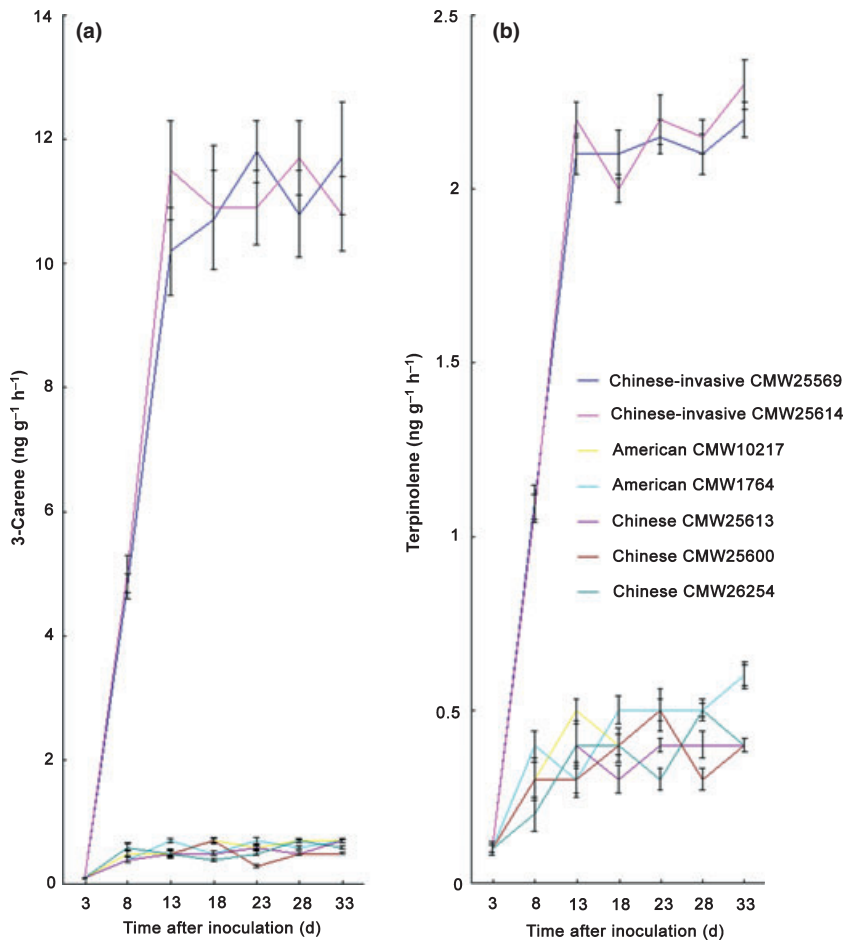 (a)
14
12
10
8
6
4
2
0
3-Carene (ng g⁻¹ h⁻¹)
3 8 13 18 23 28 33
Time after inoculation (d)
(b)
2.5
2
1.5
1
0.5
0
Terpinolene (ng g⁻¹ h⁻¹)
Chinese-invasive CMW25569
Chinese-invasive CMW25614
American CMW10217
American CMW1764
Chinese CMW25613
Chinese CMW25600
Chinese CMW26254
3 8 13 18 23 28 33
Time after inoculation (d)